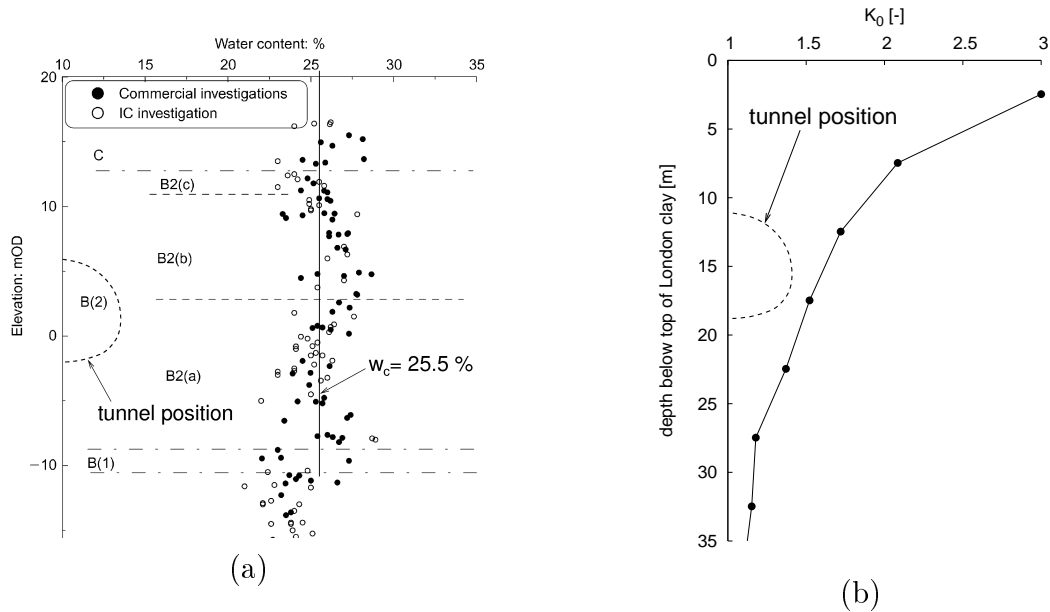 Water content: %
10 15 20 25 30 35
20
Commercial investigations
IC investigation
C
B2(c)
10
B2(b)
Elevation: mOD
B(2)
0
B2(a)
w_c= 25.5 %
tunnel position
B(1)
−10
(a)
K_0 [-]
1 1.5 2 2.5 3
0
tunnel position
5
10
depth below top of London clay [m]
15
20
25
30
35
(b)